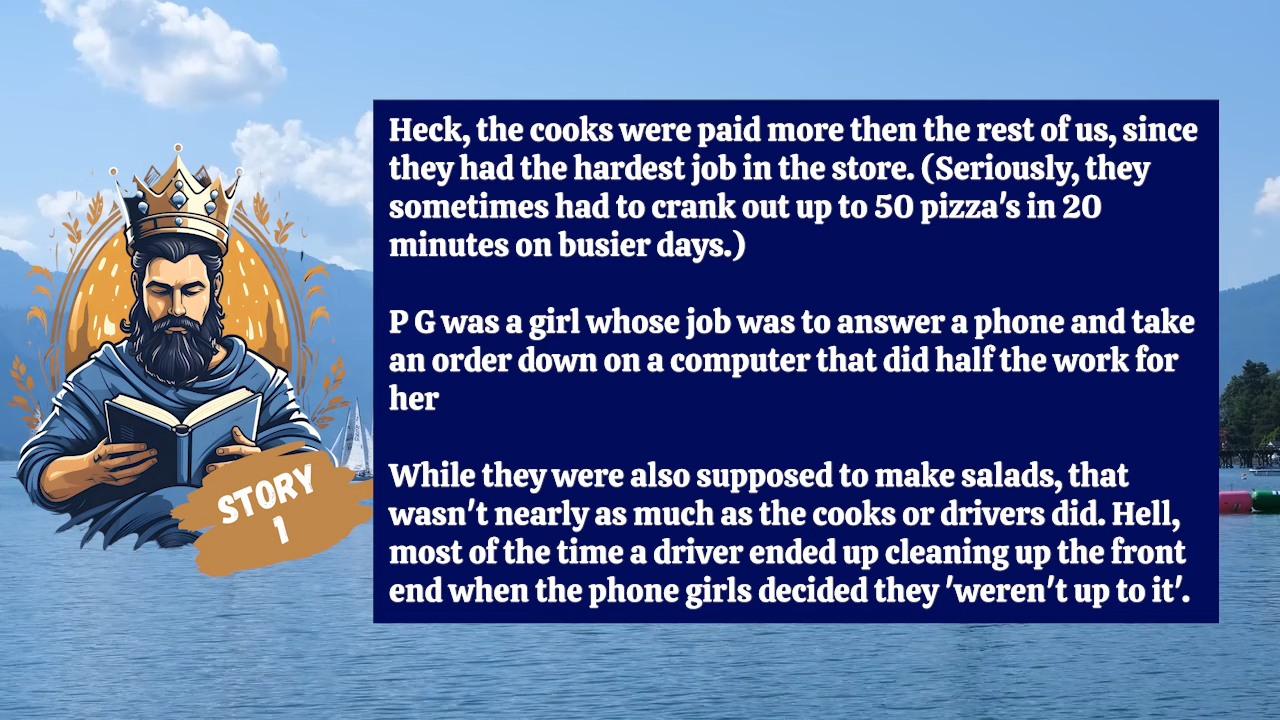 Heck, the cooks were paid more then the rest of us, since
they had the hardest job in the store. (Seriously, they
sometimes had to crank out up to 50 pizza's in 20
minutes on busier days.)
P G was a girl whose job was to answer a phone and take
an order down on a computer that did half the work for
her
While they were also supposed to make salads, that
wasn't nearly as much as the cooks or drivers did. Hell,
most of the time a driver ended up cleaning up the front
end when the phone girls decided they 'weren't up to it'.
STORY
1